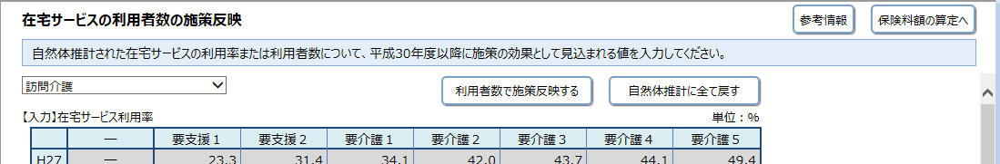 在宅サービスの利用者数の施策反映 参考情報 保険料額の算定へ
自然体推計された在宅サービスの利用率または利用者数について、平成30年度以降に施策の効果として見込まれる値を入力してください。
訪問介護 利用者数で施策反映する 自然体推計に全て戻す
【入力】在宅サービス利用率 単位：%
― 要支援１ 要支援２ 要介護１ 要介護２ 要介護３ 要介護４ 要介護５
H27 ― 23.3 31.4 34.1 42.0 43.7 44.1 49.4